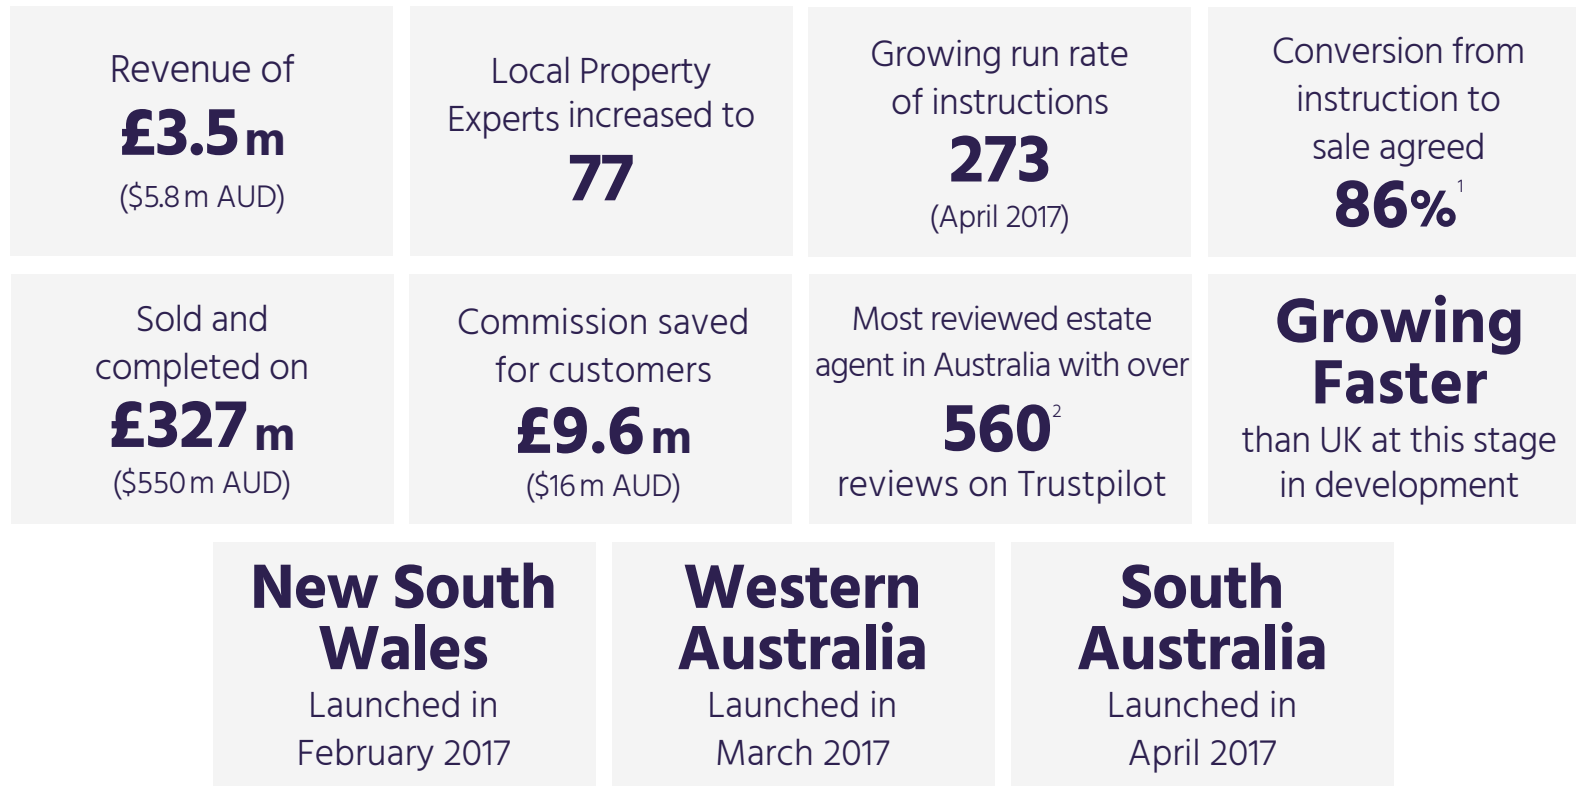 Revenue of
£3.5m
($5.8m AUD)
Local Property
Experts increased to
77
Growing run rate
of instructions
273
(April 2017)
Conversion from
instruction to
sale agreed
86%¹
Sold and
completed on
£327m
($550m AUD)
Commission saved
for customers
£9.6m
($16m AUD)
Most reviewed estate
agent in Australia with over
560²
reviews on Trustpilot
Growing
Faster
than UK at this stage
in development
New South
Wales
Launched in
February 2017
Western
Australia
Launched in
March 2017
South
Australia
Launched in
April 2017